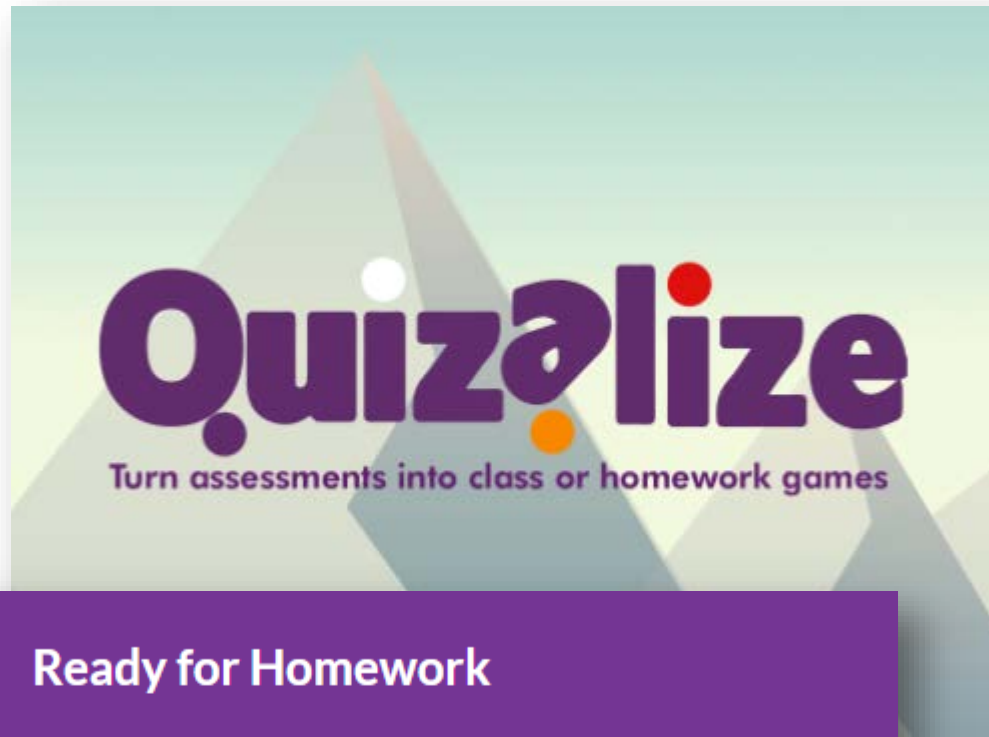 Quizalize
Turn assessments into class or homework games
Ready for Homework